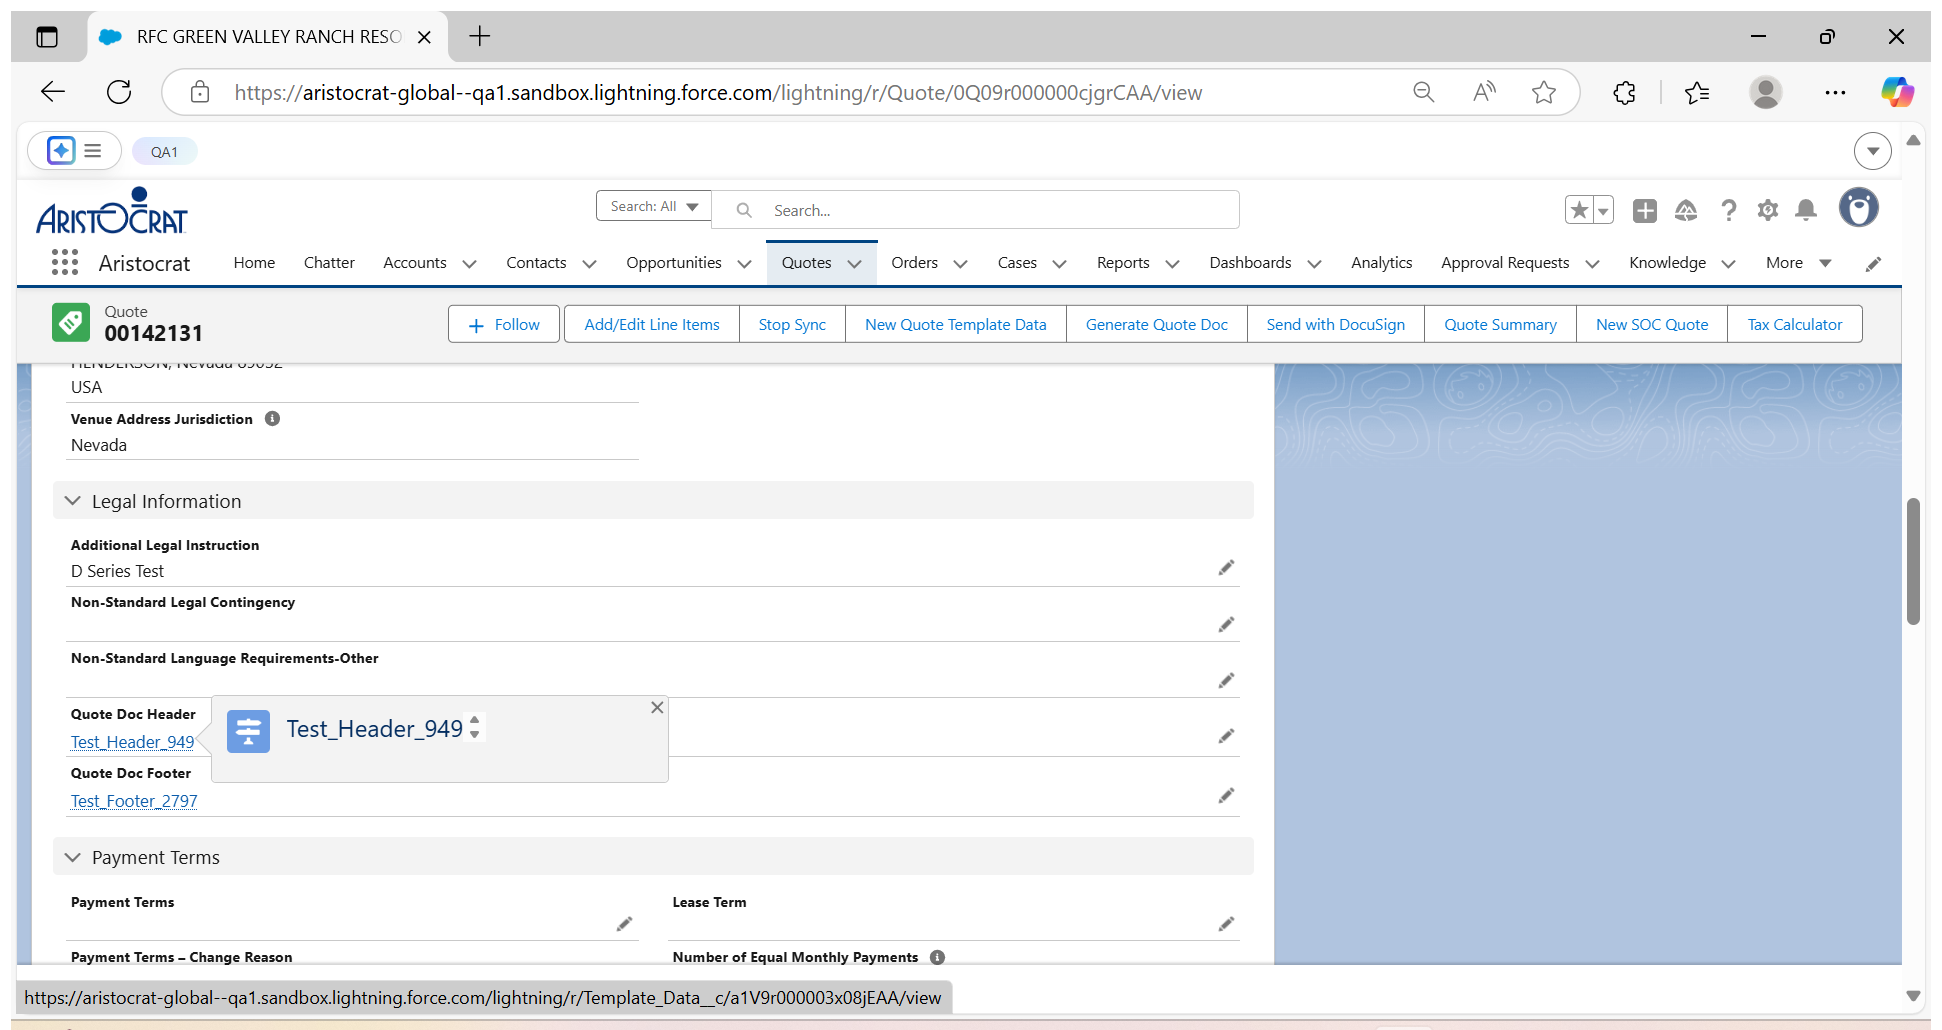 RFC GREEN VALLEY RANCH RESO
https://aristocrat-global--qa1.sandbox.lightning.force.com/lightning/r/Quote/0Q09r000000cjgrCAA/view
QA1
ARISTOCRAT
Search: All
Search...
Aristocrat
Home
Chatter
Accounts
Contacts
Opportunities
Quotes
Orders
Cases
Reports
Dashboards
Analytics
Approval Requests
Knowledge
More
Quote
00142131
Follow
Add/Edit Line Items
Stop Sync
New Quote Template Data
Generate Quote Doc
Send with DocuSign
Quote Summary
New SOC Quote
Tax Calculator
HENDERSON, Nevada 89052
USA
Venue Address Jurisdiction
Nevada
Legal Information
Additional Legal Instruction
D Series Test
Non-Standard Legal Contingency
Non-Standard Language Requirements-Other
Quote Doc Header
Test_Header_949
Test_Header_949
Quote Doc Footer
Test_Footer_2797
Payment Terms
Payment Terms
Lease Term
Payment Terms – Change Reason
Number of Equal Monthly Payments
https://aristocrat-global--qa1.sandbox.lightning.force.com/lightning/r/Template_Data__c/a1V9r000003x08jEAA/view